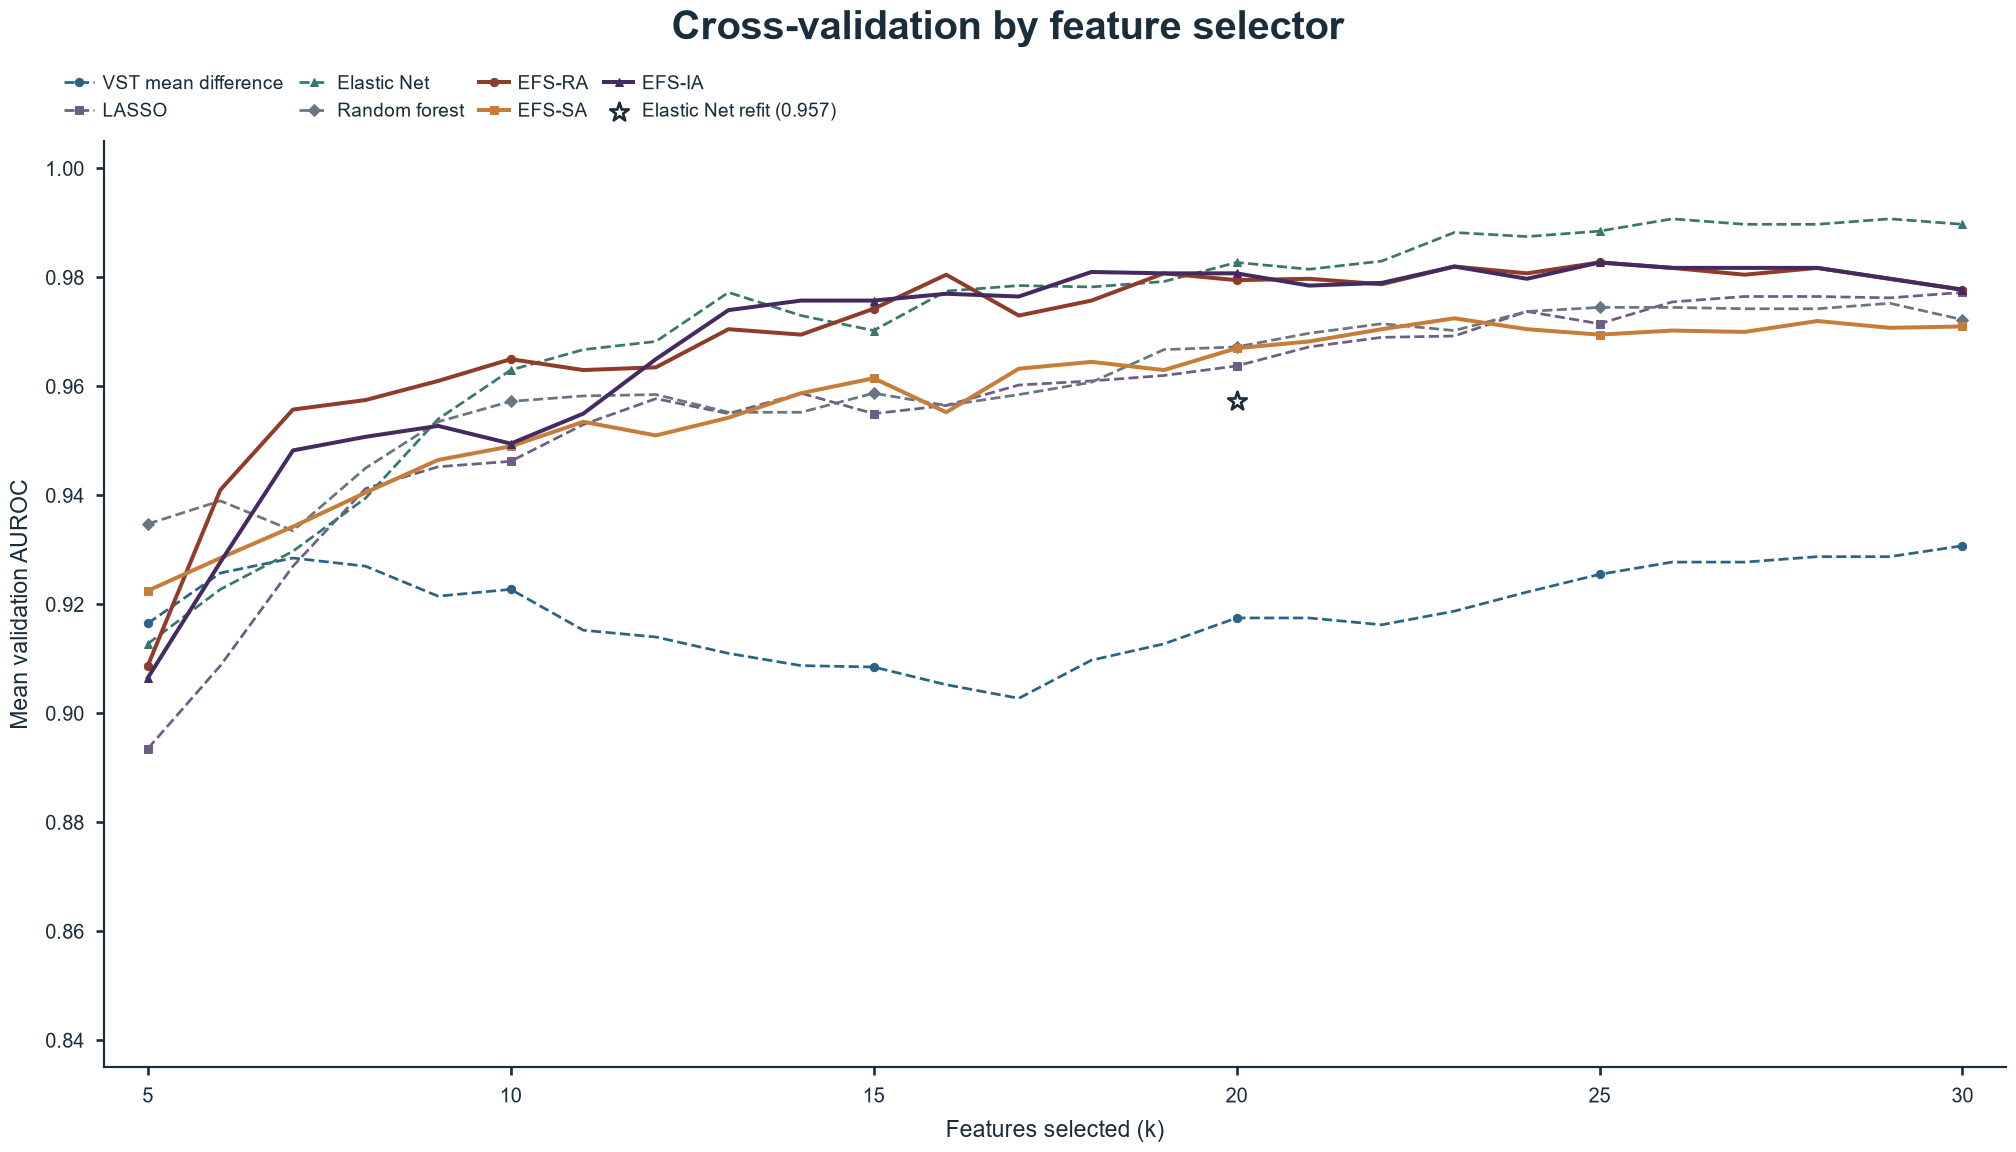 Cross-validation by feature selector
VST mean difference
LASSO
Elastic Net
Random forest
EFS-RA
EFS-SA
EFS-IA
Elastic Net refit (0.957)
Mean validation AUROC
1.00
0.98
0.96
0.94
0.92
0.90
0.88
0.86
0.84
5
10
15
20
25
30
Features selected (k)